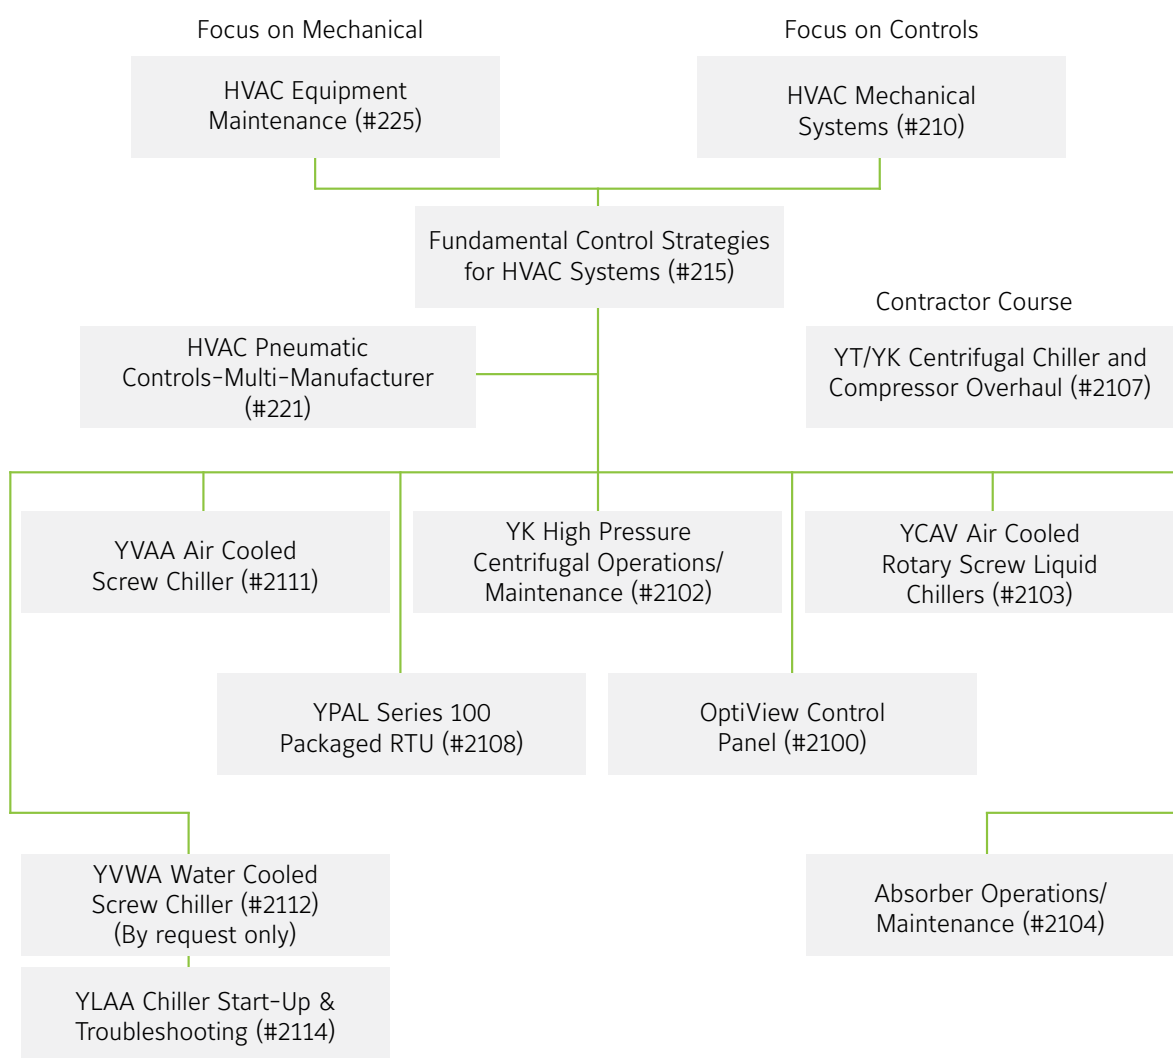 Focus on Mechanical
Focus on Controls
HVAC Equipment
Maintenance (#225)
HVAC Mechanical
Systems (#210)
Fundamental Control Strategies
for HVAC Systems (#215)
Contractor Course
HVAC Pneumatic
Controls-Multi-Manufacturer
(#221)
YT/YK Centrifugal Chiller and
Compressor Overhaul (#2107)
YVAA Air Cooled
Screw Chiller (#2111)
YK High Pressure
Centrifugal Operations/
Maintenance (#2102)
YCAV Air Cooled
Rotary Screw Liquid
Chillers (#2103)
YPAL Series 100
Packaged RTU (#2108)
OptiView Control
Panel (#2100)
YVWA Water Cooled
Screw Chiller (#2112)
(By request only)
Absorber Operations/
Maintenance (#2104)
YLAA Chiller Start-Up &
Troubleshooting (#2114)